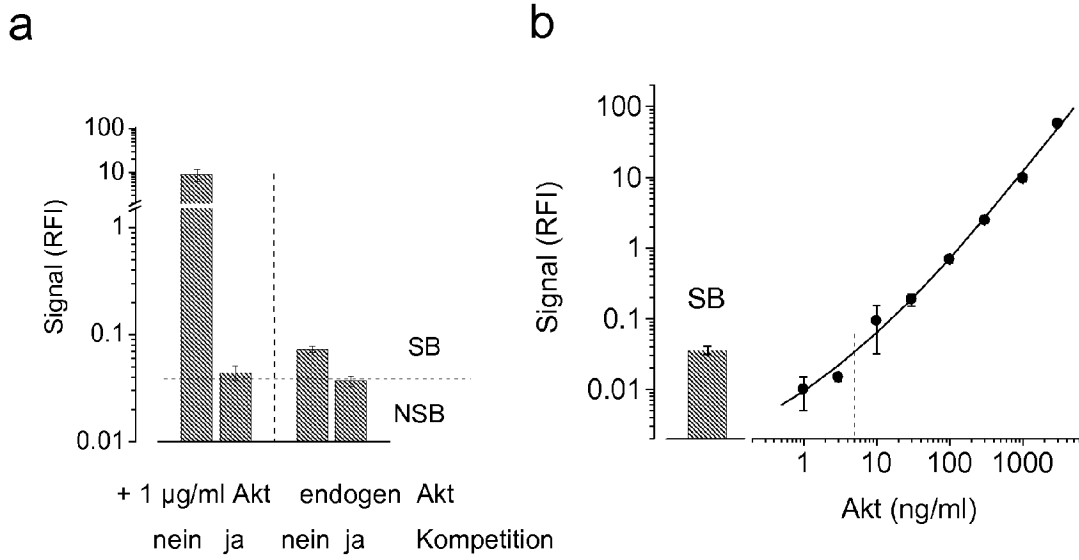 a
100
10
1
0.1
0.01
Signal (RFI)
SB
NSB
+ 1 µg/ml Akt endogen Akt
nein ja nein ja Kompetition
b
100
10
1
0.1
0.01
Signal (RFI)
SB
1 10 100 1000
Akt (ng/ml)